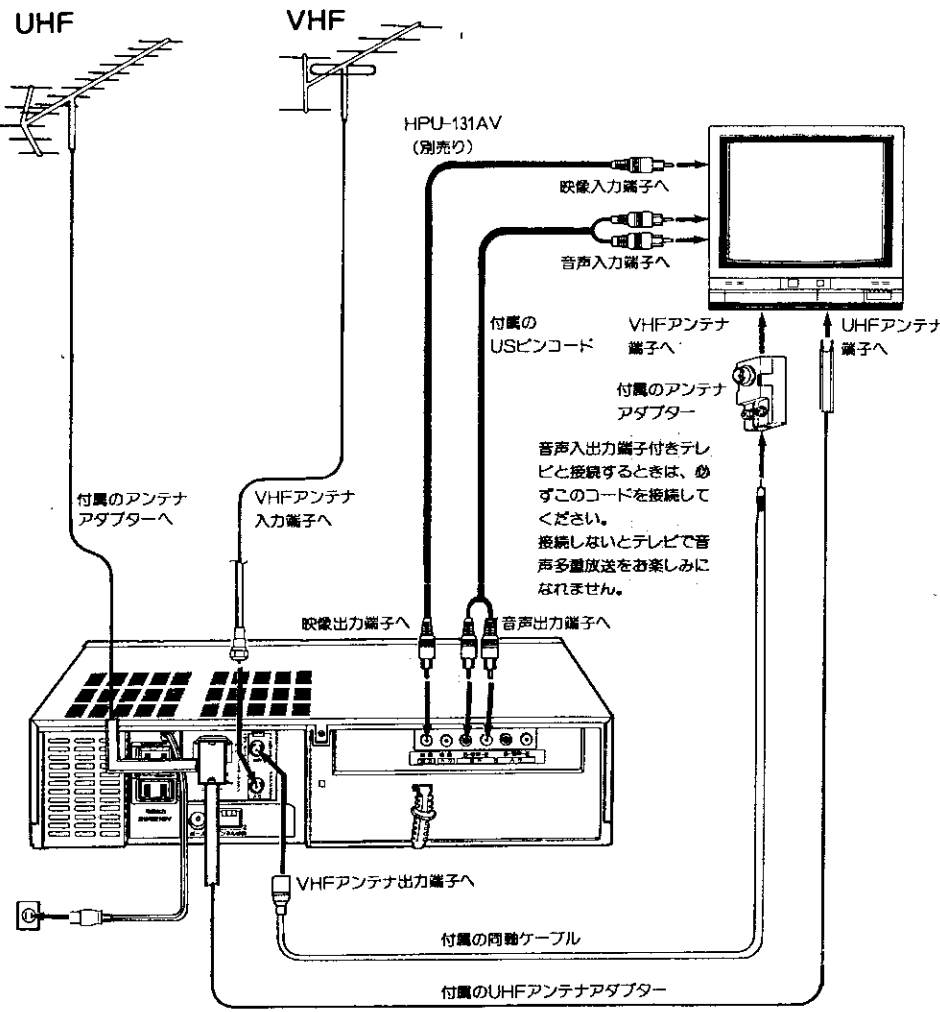 UHF
VHF
HPU-131AV
（別売り）
映像入力端子へ
音声入力端子へ
付属の
USピンコード
VHFアンテナ
端子へ
UHFアンテナ
端子へ
付属のアンテナ
アダプター
音声入出力端子付きテレ
ビと接続するときは、必
ずこのコードを接続して
ください。
接続しないとテレビで音
声多重放送をお楽しみに
なれません。
付属のアンテナ
アダプターへ
VHFアンテナ
入力端子へ
映像出力端子へ
音声出力端子へ
VHFアンテナ出力端子へ
付属の同軸ケーブル
付属のUHFアンテナアダプター